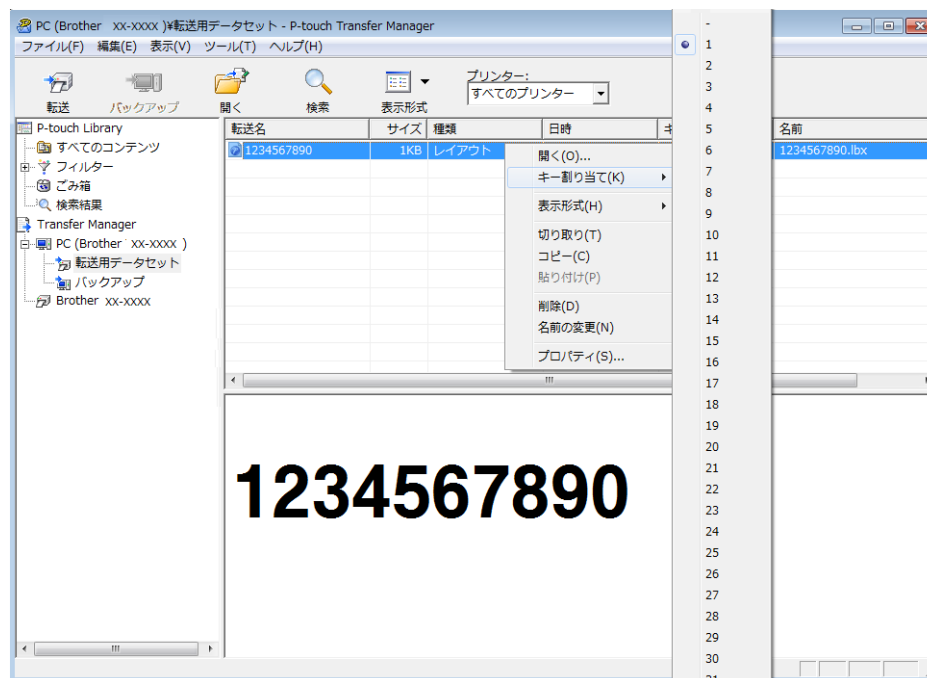 PC (Brother XX-XXXX )¥転送用データセット - P-touch Transfer Manager
ファイル(F) 編集(E) 表示(V) ツール(T) ヘルプ(H)
転送 バックアップ 開く 検索 表示形式
プリンター:
すべてのプリンター
P-touch Library
すべてのコンテンツ
フィルター
ごみ箱
検索結果
Transfer Manager
PC (Brother XX-XXXX )
転送用データセット
バックアップ
Brother XX-XXXX
転送名 サイズ 種類 日時 キ 名前
1234567890 1KB レイアウト 1234567890.lbx
開く(O)...
キー割り当て(K)
表示形式(H)
切り取り(T)
コピー(C)
貼り付け(P)
削除(D)
名前の変更(N)
プロパティ(S)...
-
1
2
3
4
5
6
7
8
9
10
11
12
13
14
15
16
17
18
19
20
21
22
23
24
25
26
27
28
29
30
1234567890